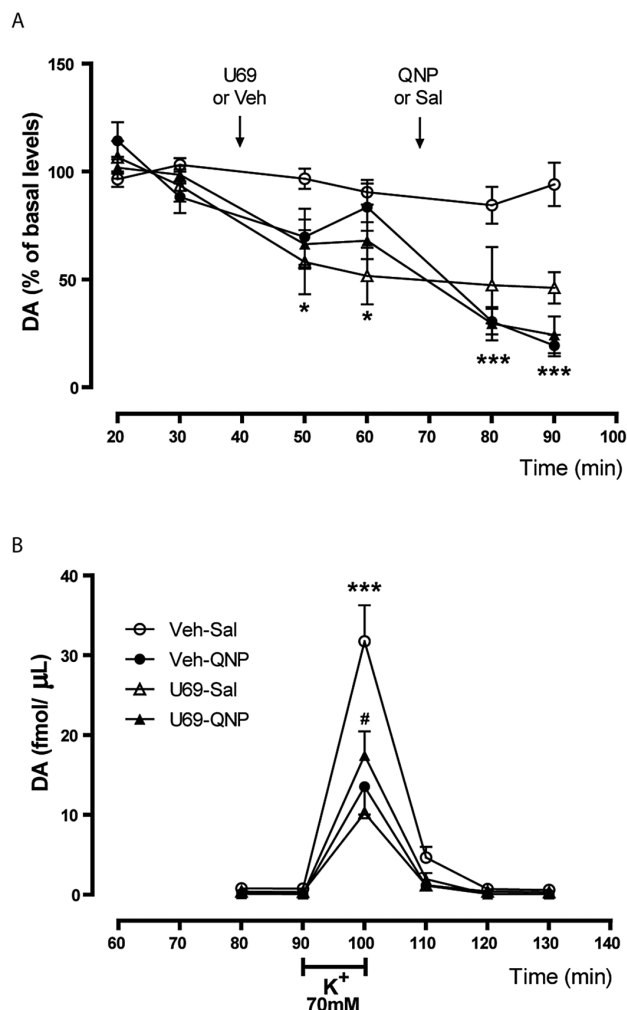 A
150
100
50
0
DA (% of basal levels)
U69
or Veh
QNP
or Sal
*
*
***
***
20 30 40 50 60 70 80 90 100
Time (min)
B
40
30
20
10
0
DA (fmol/ μL)
Veh-Sal
Veh-QNP
U69-Sal
U69-QNP
***
#
60 70 80 90 100 110 120 130 140
K+
70mM
Time (min)